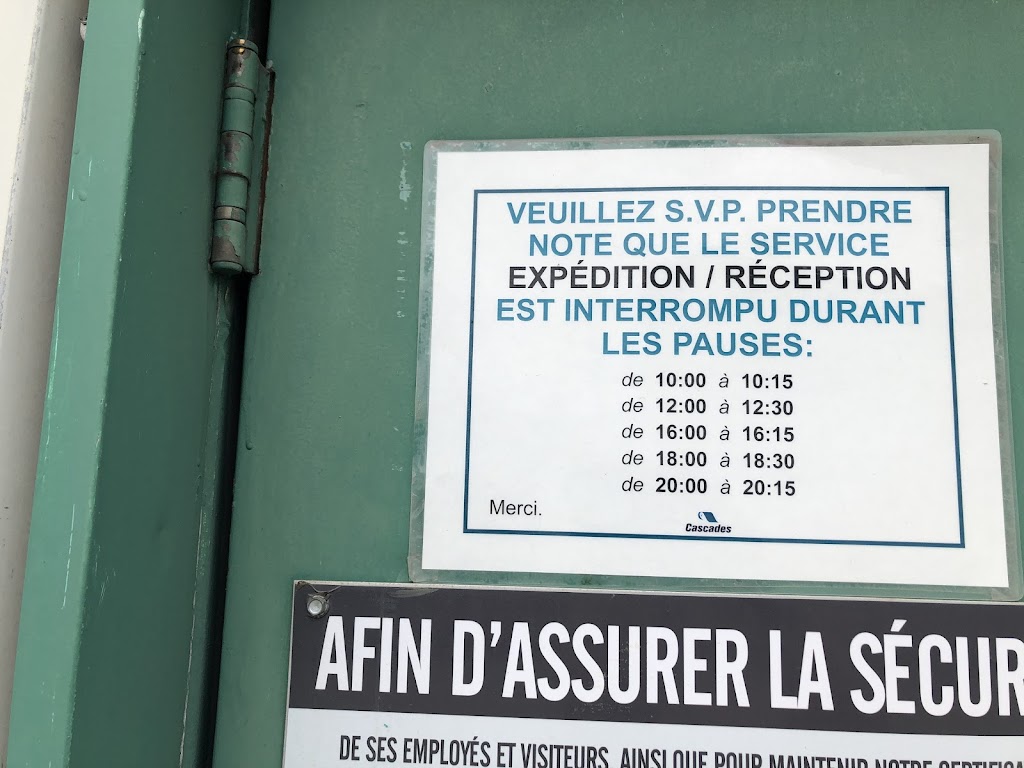 VEUILLEZ S.V.P. PRENDRE
NOTE QUE LE SERVICE
EXPÉDITION / RÉCEPTION
EST INTERROMPU DURANT
LES PAUSES:
de 10:00 à 10:15
de 12:00 à 12:30
de 16:00 à 16:15
de 18:00 à 18:30
de 20:00 à 20:15
Merci.
Cascades
AFIN D'ASSURER LA SÉCUR
DE SES EMPLOYÉS ET VISITEURS, AINSI QUE POUR MAINTENIR NOTRE CERTIFICA